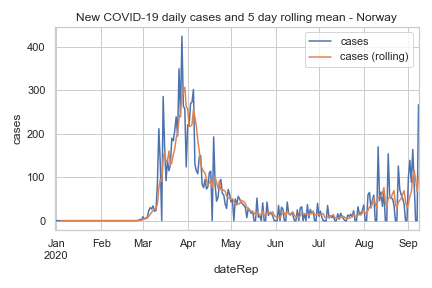 New COVID-19 daily cases and 5 day rolling mean - Norway
cases
cases (rolling)
400
300
200
100
0
cases
Jan
2020
Feb
Mar
Apr
May
Jun
Jul
Aug
Sep
dateRep